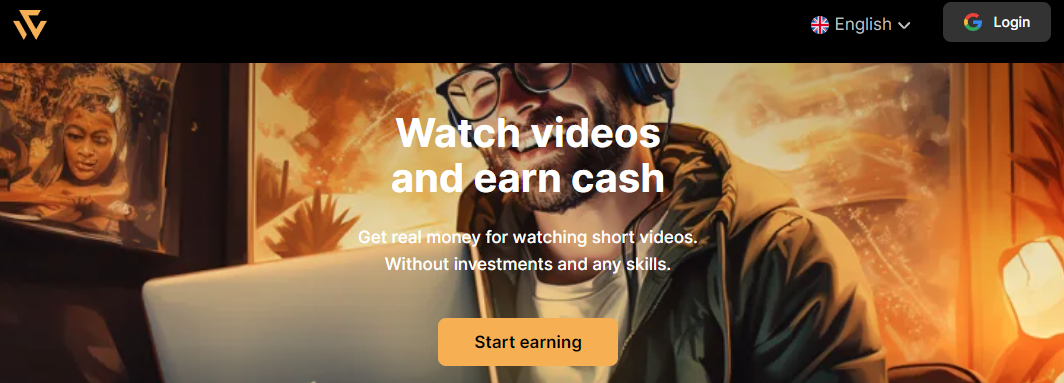 English
Login
Watch videos
and earn cash
Get real money for watching short videos.
Without investments and any skills.
Start earning